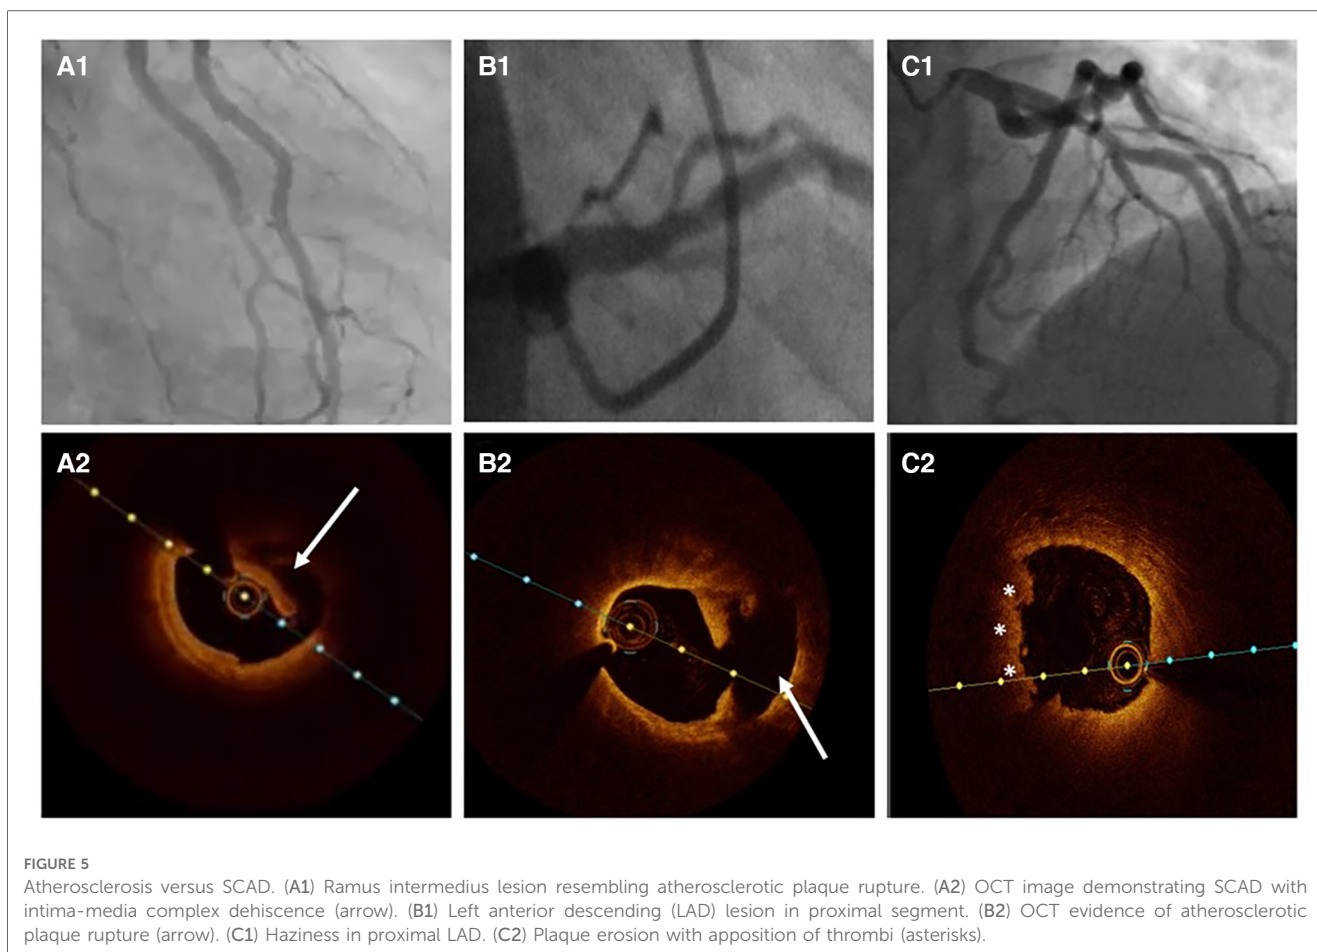 A1
B1
C1
A2
B2
C2
*
*
*
FIGURE 5
Atherosclerosis versus SCAD. (A1) Ramus intermedius lesion resembling atherosclerotic plaque rupture. (A2) OCT image demonstrating SCAD with
intima-media complex dehiscence (arrow). (B1) Left anterior descending (LAD) lesion in proximal segment. (B2) OCT evidence of atherosclerotic
plaque rupture (arrow). (C1) Haziness in proximal LAD. (C2) Plaque erosion with apposition of thrombi (asterisks).